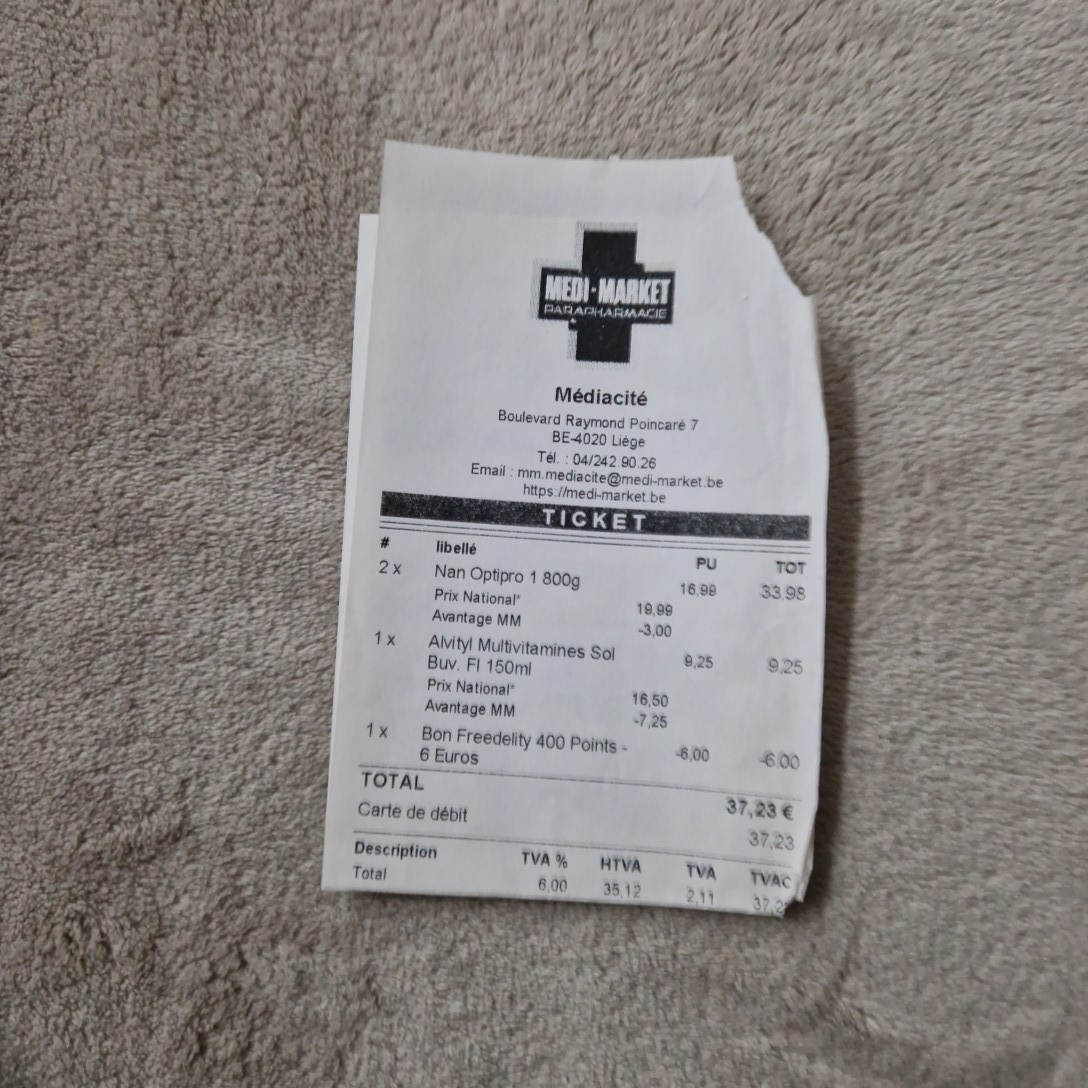 MEDI-MARKET
PARAPHARMACIE
Médiacité
Boulevard Raymond Poincaré 7
BE-4020 Liège
Tél. : 04/242.90.26
Email : mm.mediacite@medi-market.be
https://medi-market.be
TICKET
# libellé PU TOT
2 x Nan Optipro 1 800g 16,99 33,98
Prix National* 19,99
Avantage MM -3,00
1 x Alvityl Multivitamines Sol 9,25 9,25
Buv. Fl 150ml
Prix National* 16,50
Avantage MM -7,25
1 x Bon Freedelity 400 Points - -6,00 -6.00
6 Euros
TOTAL 37,23 €
Carte de débit 37,23
Description TVA % HTVA TVA TVAC
Total 6,00 35,12 2,11